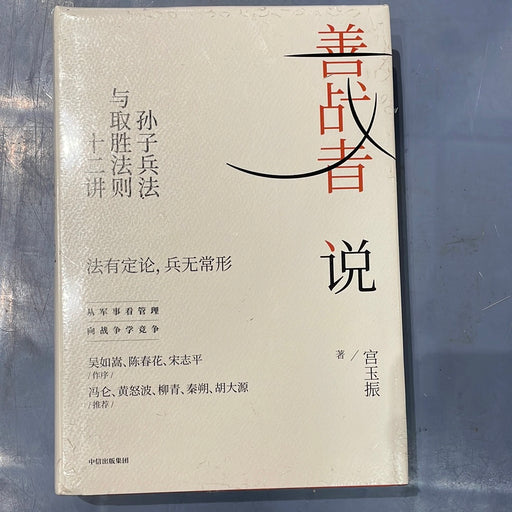 善战者说
孙子兵法
与取胜法则
十二讲
法有定论，兵无常形
从军事看管理
向战争学竞争
吴如嵩、陈春花、宋志平
/作序/
冯仑、黄怒波、柳青、秦朔、胡大源
/推荐/
宫玉振/著
中信出版集团